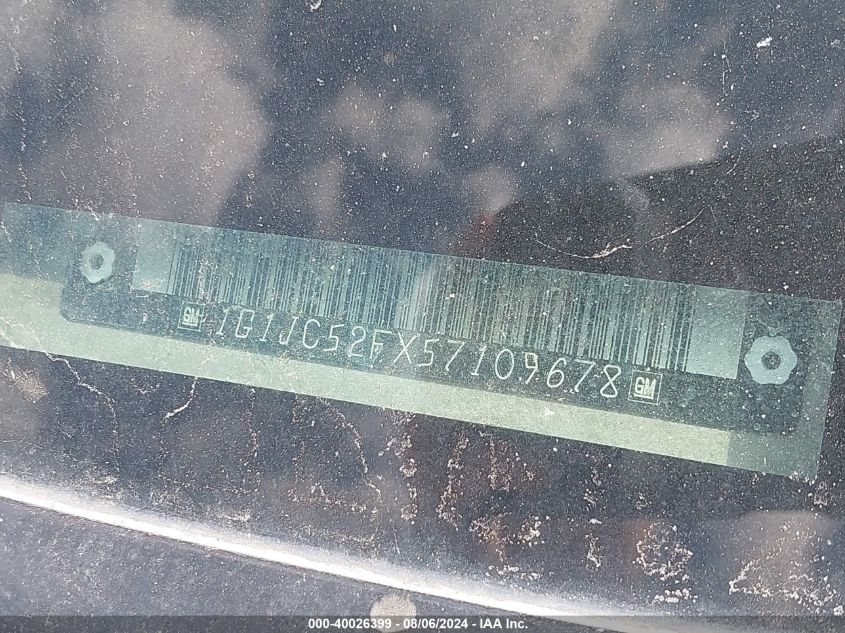 GM 1G1JC52FX57109678 GM
000-40026399 - 08/06/2024 - IAA Inc.